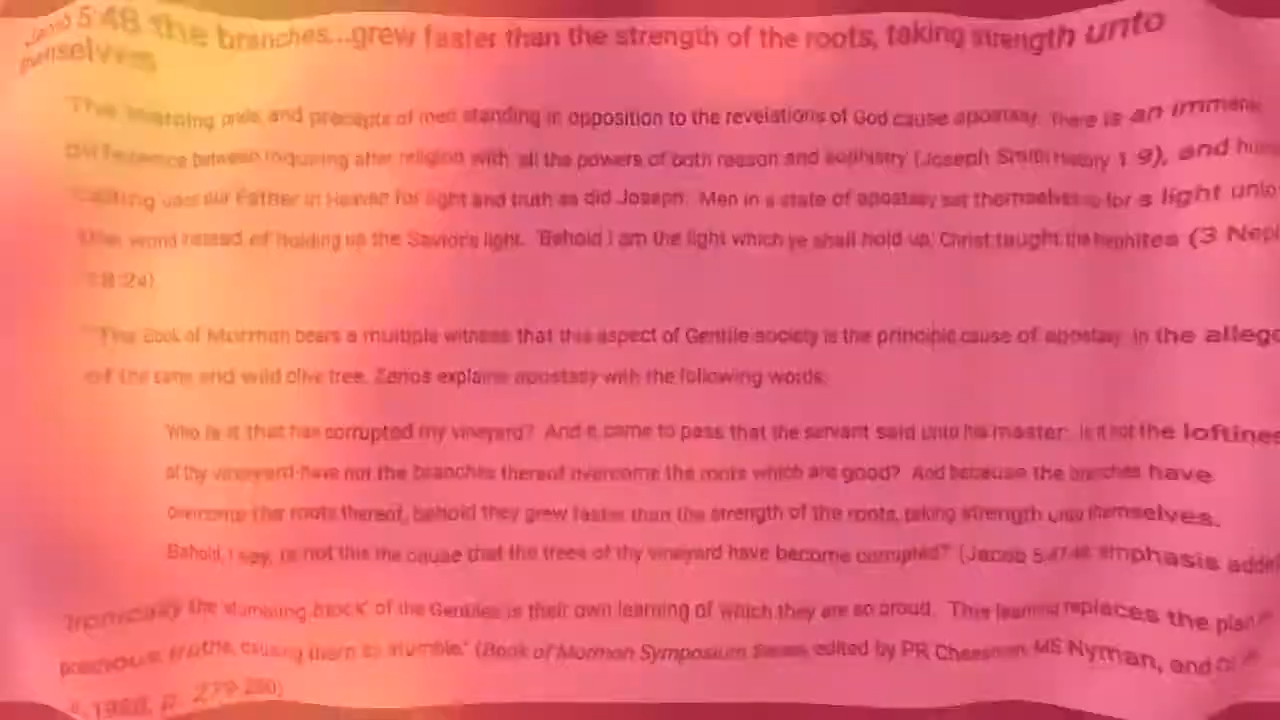 Jacob 5:48 the branches...grew faster than the strength of the roots, taking strength unto
themselves
The learning, pride, and precepts of men standing in opposition to the revelations of God cause apostasy. There is an immense
difference between inquiring after religion with 'all the powers of both reason and sophistry' (Joseph Smith History 1:9), and
calling upon our Father in Heaven for light and truth as did Joseph. Men in a state of apostasy set themselves up for a light unto
the world instead of holding up the Savior's light. 'Behold I am the light which ye shall hold up,' Christ taught the Nephites (3
18:24)
"The Book of Mormon bears a multiple witness that this aspect of Gentile society is the principle cause of apostasy. In the
of the tame and wild olive tree, Zenos explains apostasy with the following words:
'Who is it that has corrupted my vineyard? And it came to pass that the servant said unto his master: Is it not the
of thy vineyard-have not the branches thereof overcome the roots which are good? And because the branches have
overcome the roots thereof, behold they grew faster than the strength of the roots, taking strength unto themselves.
Behold, I say, is not this the cause that the trees of thy vineyard have become corrupted?' (Jacob 5:47-48 emphasis
'Ironically the 'stumbling block' of the Gentiles is their own learning of which they are so proud. This learning replaces the
precious truths, causing them to stumble." (Book of Mormon Symposium Series, edited by PR Cheesman, MS Nyman, and
1988, p. 279-280)